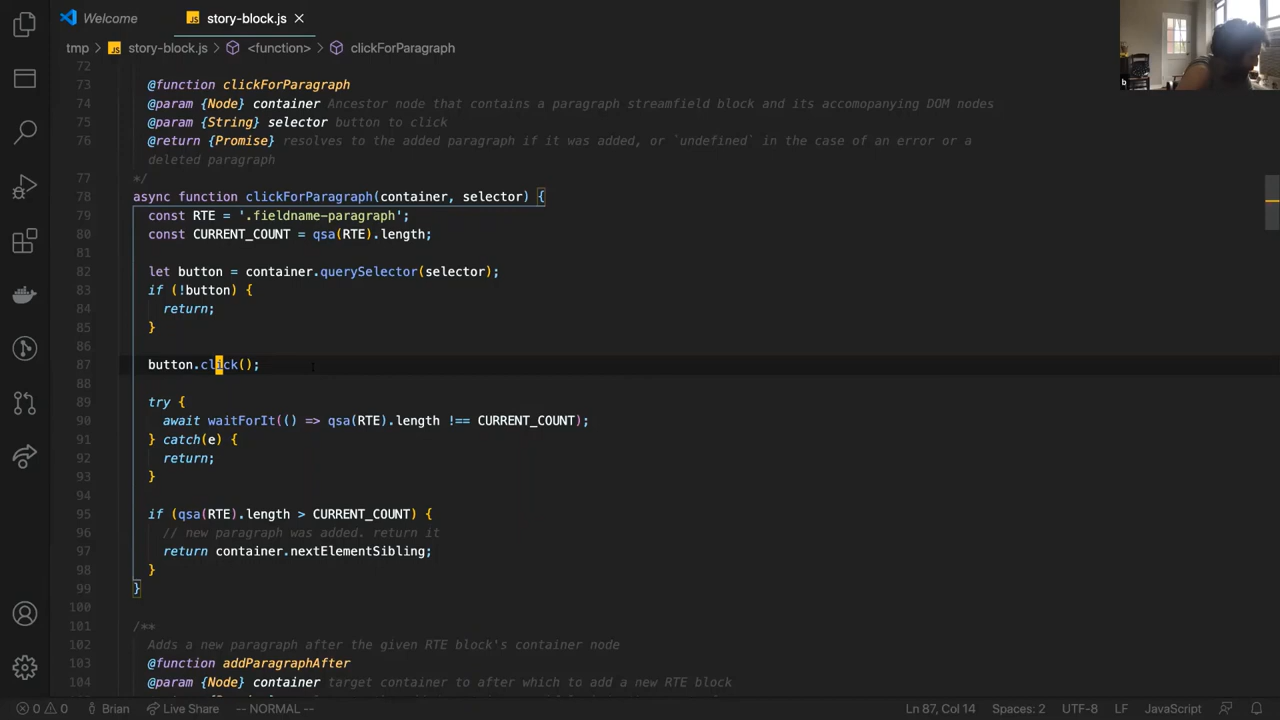 Welcome
story-block.js
tmp > story-block.js > <function> > clickForParagraph
72
73 @function clickForParagraph
74 @param {Node} container Ancestor node that contains a paragraph streamfield block and its accomopanying DOM nodes
75 @param {String} selector button to click
76 @return {Promise} resolves to the added paragraph if it was added, or `undefined` in the case of an error or a
deleted paragraph
77 */
78 async function clickForParagraph(container, selector) {
79 const RTE = '.fieldname-paragraph';
80 const CURRENT_COUNT = qsa(RTE).length;
81
82 let button = container.querySelector(selector);
83 if (!button) {
84 return;
85 }
86
87 button.click();
88
89 try {
90 await waitForIt(() => qsa(RTE).length !== CURRENT_COUNT);
91 } catch(e) {
92 return;
93 }
94
95 if (qsa(RTE).length > CURRENT_COUNT) {
96 // new paragraph was added. return it
97 return container.nextElementSibling;
98 }
99 }
100
101 /**
102 Adds a new paragraph after the given RTE block's container node
103 @function addParagraphAfter
104 @param {Node} container target container to after which to add a new RTE block
0 0 Brian Live Share -- NORMAL -- Ln 87, Col 14 Spaces: 2 UTF-8 LF JavaScript